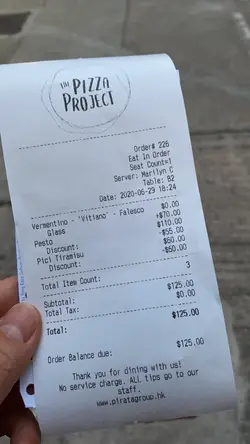 THE PIZZA
PROJECT
Order# 226
Eat In Order
Seat Count=1
Server: Marilyn C
Table: B2
Date: 2020-06-29 18:24
Vermentino - 'Vitiano' - Falesco $0.00
Glass +$70.00
Pesto $110.00
Discount: -$55.00
Pici Tiramisu $60.00
Discount: -$60.00
Total Item Count: 3
Subtotal: $125.00
Total Tax: $0.00
Total: $125.00
Order Balance due: $125.00
Thank you for dining with us!
No service charge. ALL tips go to our
staff.
www.piratagroup.hk